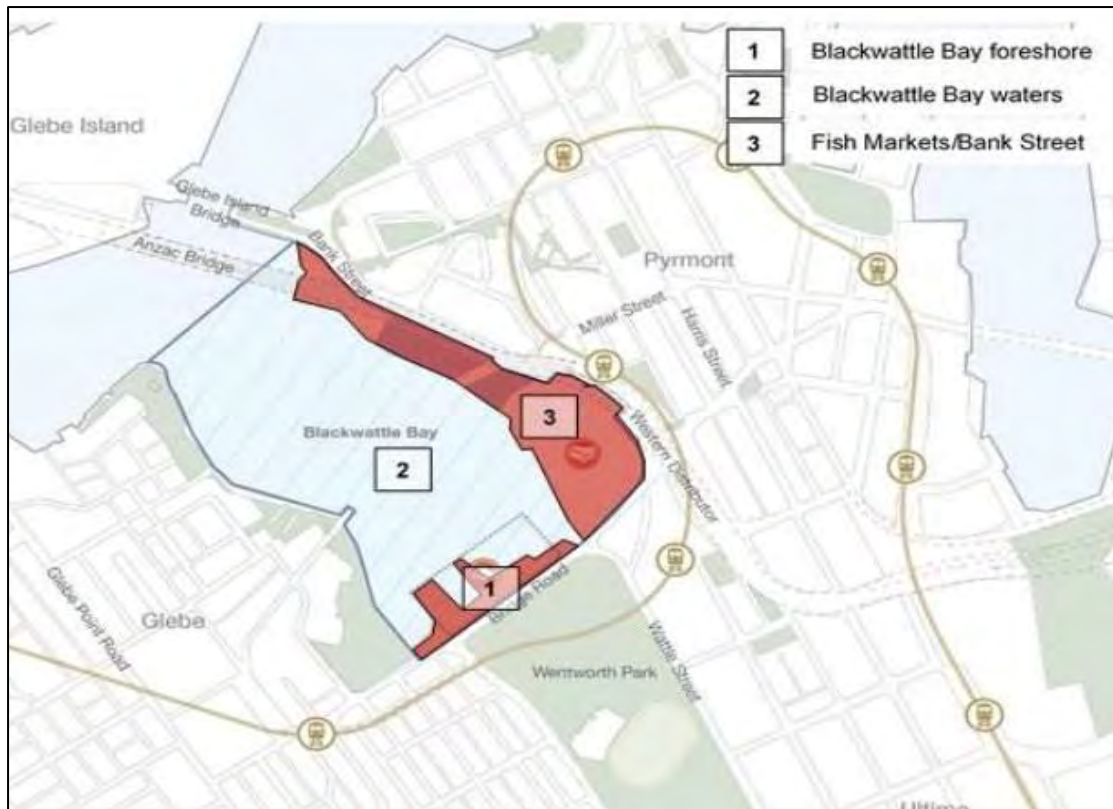 1 Blackwattle Bay foreshore
2 Blackwattle Bay waters
3 Fish Markets/Bank Street
Glebe Island
Glebe Island
Bridge
Anzac Bridge
Bank Street
Pyrmont
Miller Street
Harris Street
3
Blackwattle Bay
2
Western Distributor
1
Bridge Road
Glebe Point Road
Glebe
Wattle Street
Wentworth Park